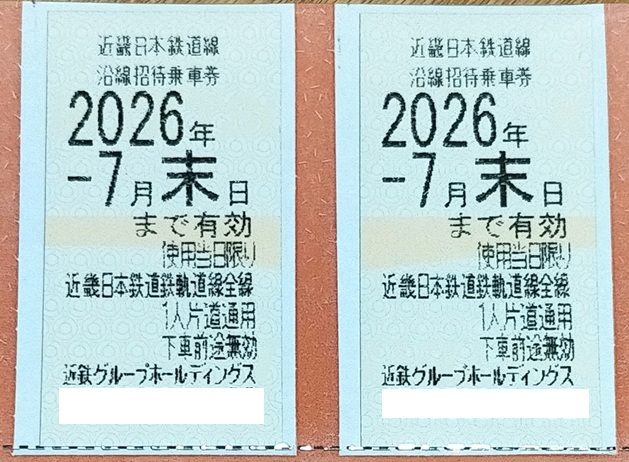 近畿日本鉄道線
沿線招待乗車券
2026年
-7月末日
まで有効
使用当日限り
近畿日本鉄道鉄軌道線全線
1人片道通用
下車前途無効
近鉄グループホールディングス
近畿日本鉄道線
沿線招待乗車券
2026年
-7月末日
まで有効
使用当日限り
近畿日本鉄道鉄軌道線全線
1人片道通用
下車前途無効
近鉄グループホールディングス